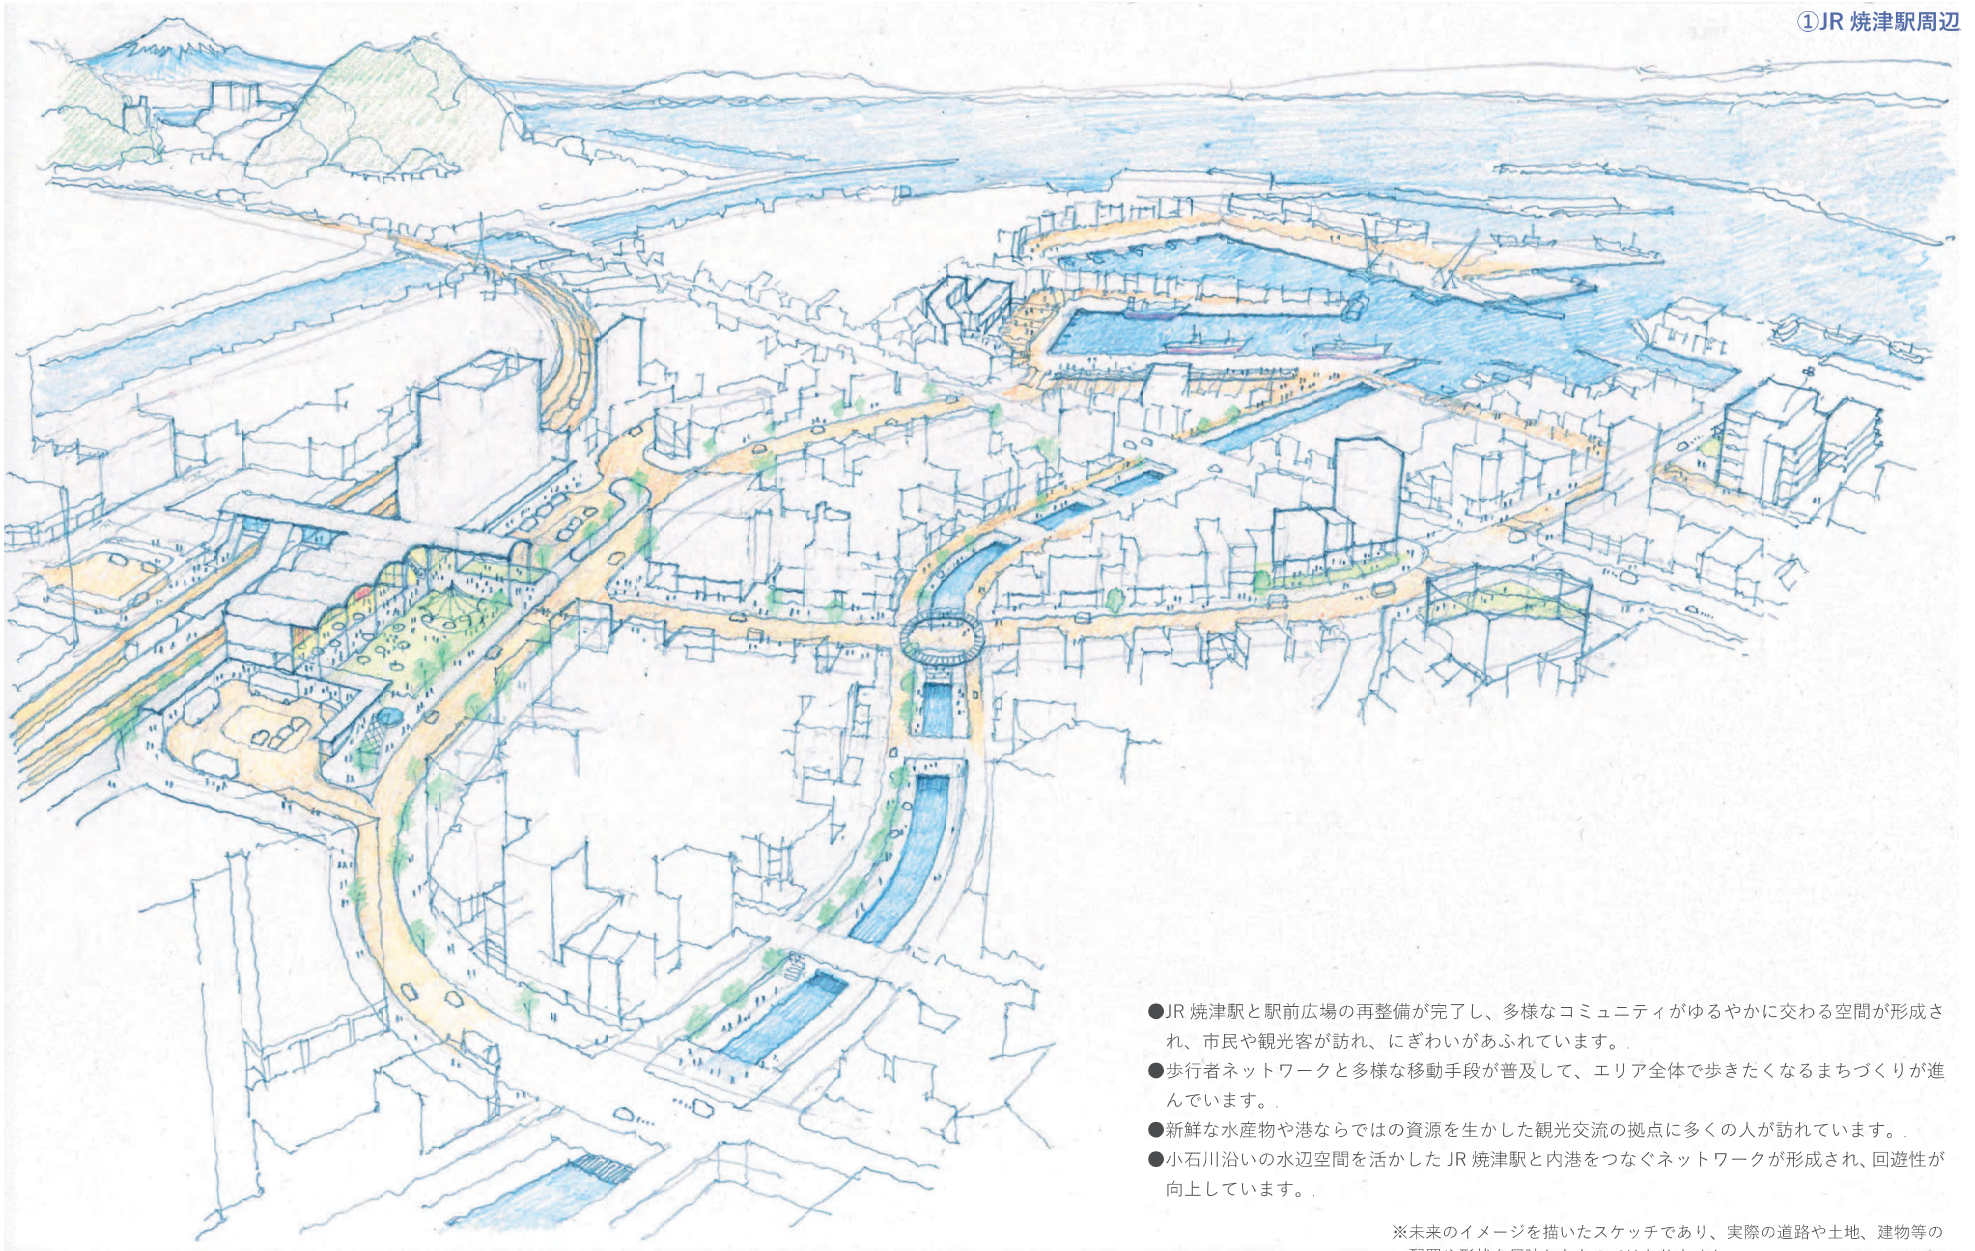 ①JR 焼津駅周辺
●JR 焼津駅と駅前広場の再整備が完了し、多様なコミュニティがゆるやかに交わる空間が形成さ
れ、市民や観光客が訪れ、にぎわいがあふれています。
●歩行者ネットワークと多様な移動手段が普及して、エリア全体で歩きたくなるまちづくりが進
んでいます。
●新鮮な水産物や港ならではの資源を生かした観光交流の拠点に多くの人が訪れています。
●小石川沿いの水辺空間を活かした JR 焼津駅と内港をつなぐネットワークが形成され、回遊性が
向上しています。
※未来のイメージを描いたスケッチであり、実際の道路や土地、建物等の